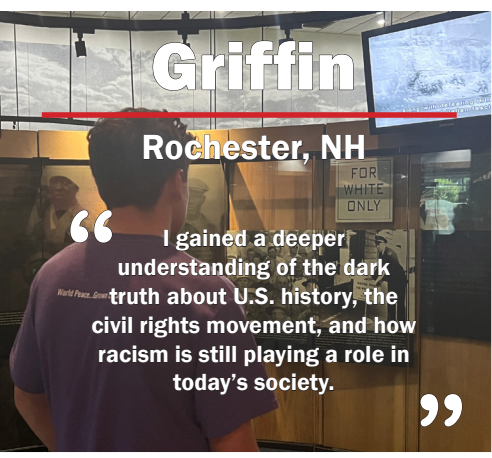 Griffin
Rochester, NH
FOR
WHITE
ONLY
World Peace...
“
I gained a deeper
understanding of the dark
truth about U.S. history, the
civil rights movement, and how
racism is still playing a role in
today’s society.
”